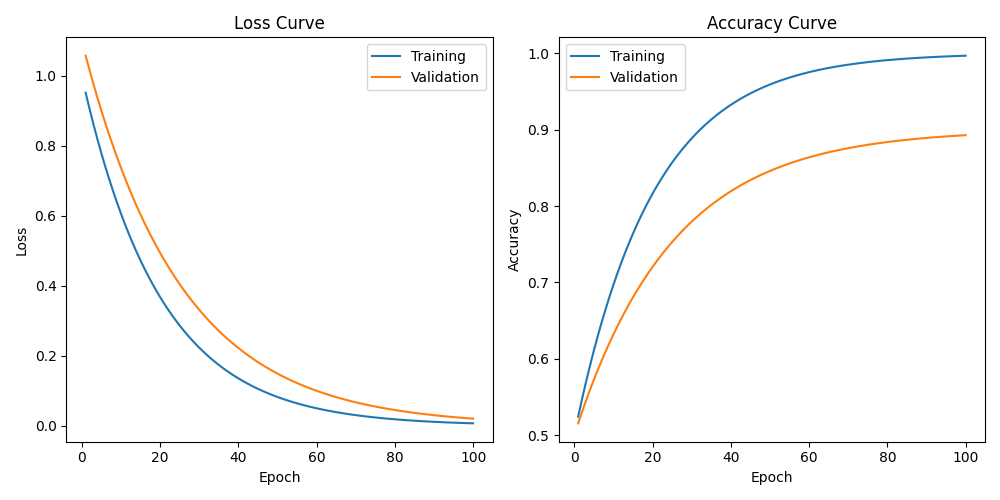 Loss Curve
Training
Validation
1.0
0.8
0.6
0.4
0.2
0.0
Loss
0 20 40 60 80 100
Epoch
Accuracy Curve
Training
Validation
1.0
0.9
0.8
0.7
0.6
0.5
Accuracy
0 20 40 60 80 100
Epoch